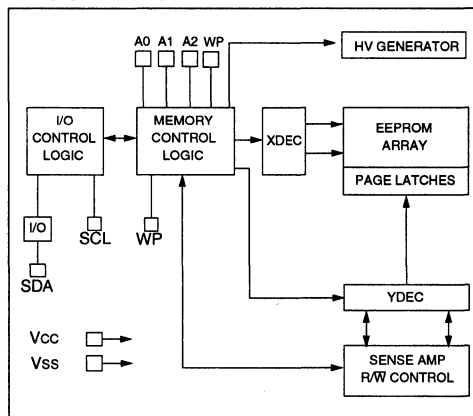 A0 A1 A2 WP
HV GENERATOR
I/O
CONTROL
LOGIC
MEMORY
CONTROL
LOGIC
XDEC
EEPROM
ARRAY
PAGE LATCHES
I/O
SCL
WP
SDA
YDEC
VCC
VSS
SENSE AMP
R/W̅ CONTROL